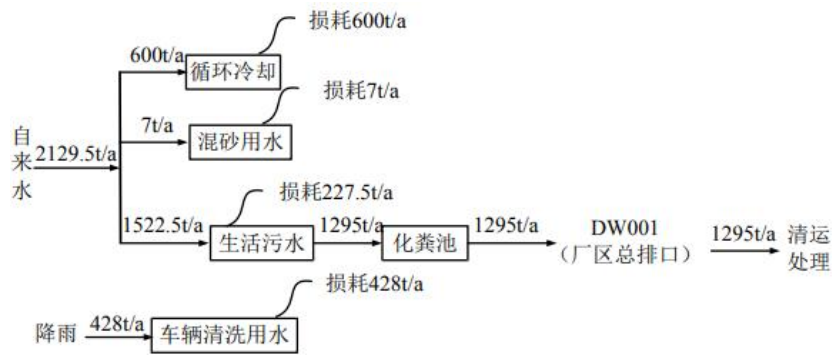 损耗600t/a
600t/a
循环冷却
损耗7t/a
7t/a
混砂用水
自来水
2129.5t/a
损耗227.5t/a
1522.5t/a
生活污水
1295t/a
化粪池
1295t/a
DW001
（厂区总排口）
1295t/a
清运
处理
损耗428t/a
降雨
428t/a
车辆清洗用水